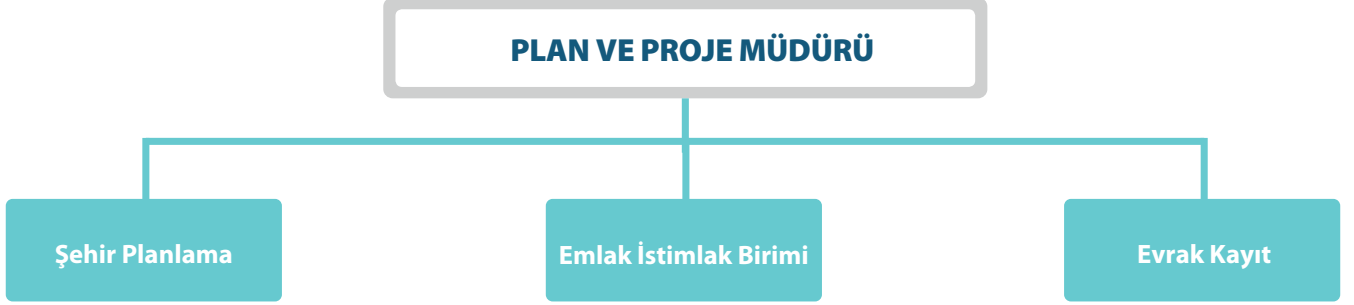 PLAN VE PROJE MÜDÜRÜ
Şehir Planlama
Emlak İstimlak Birimi
Evrak Kayıt